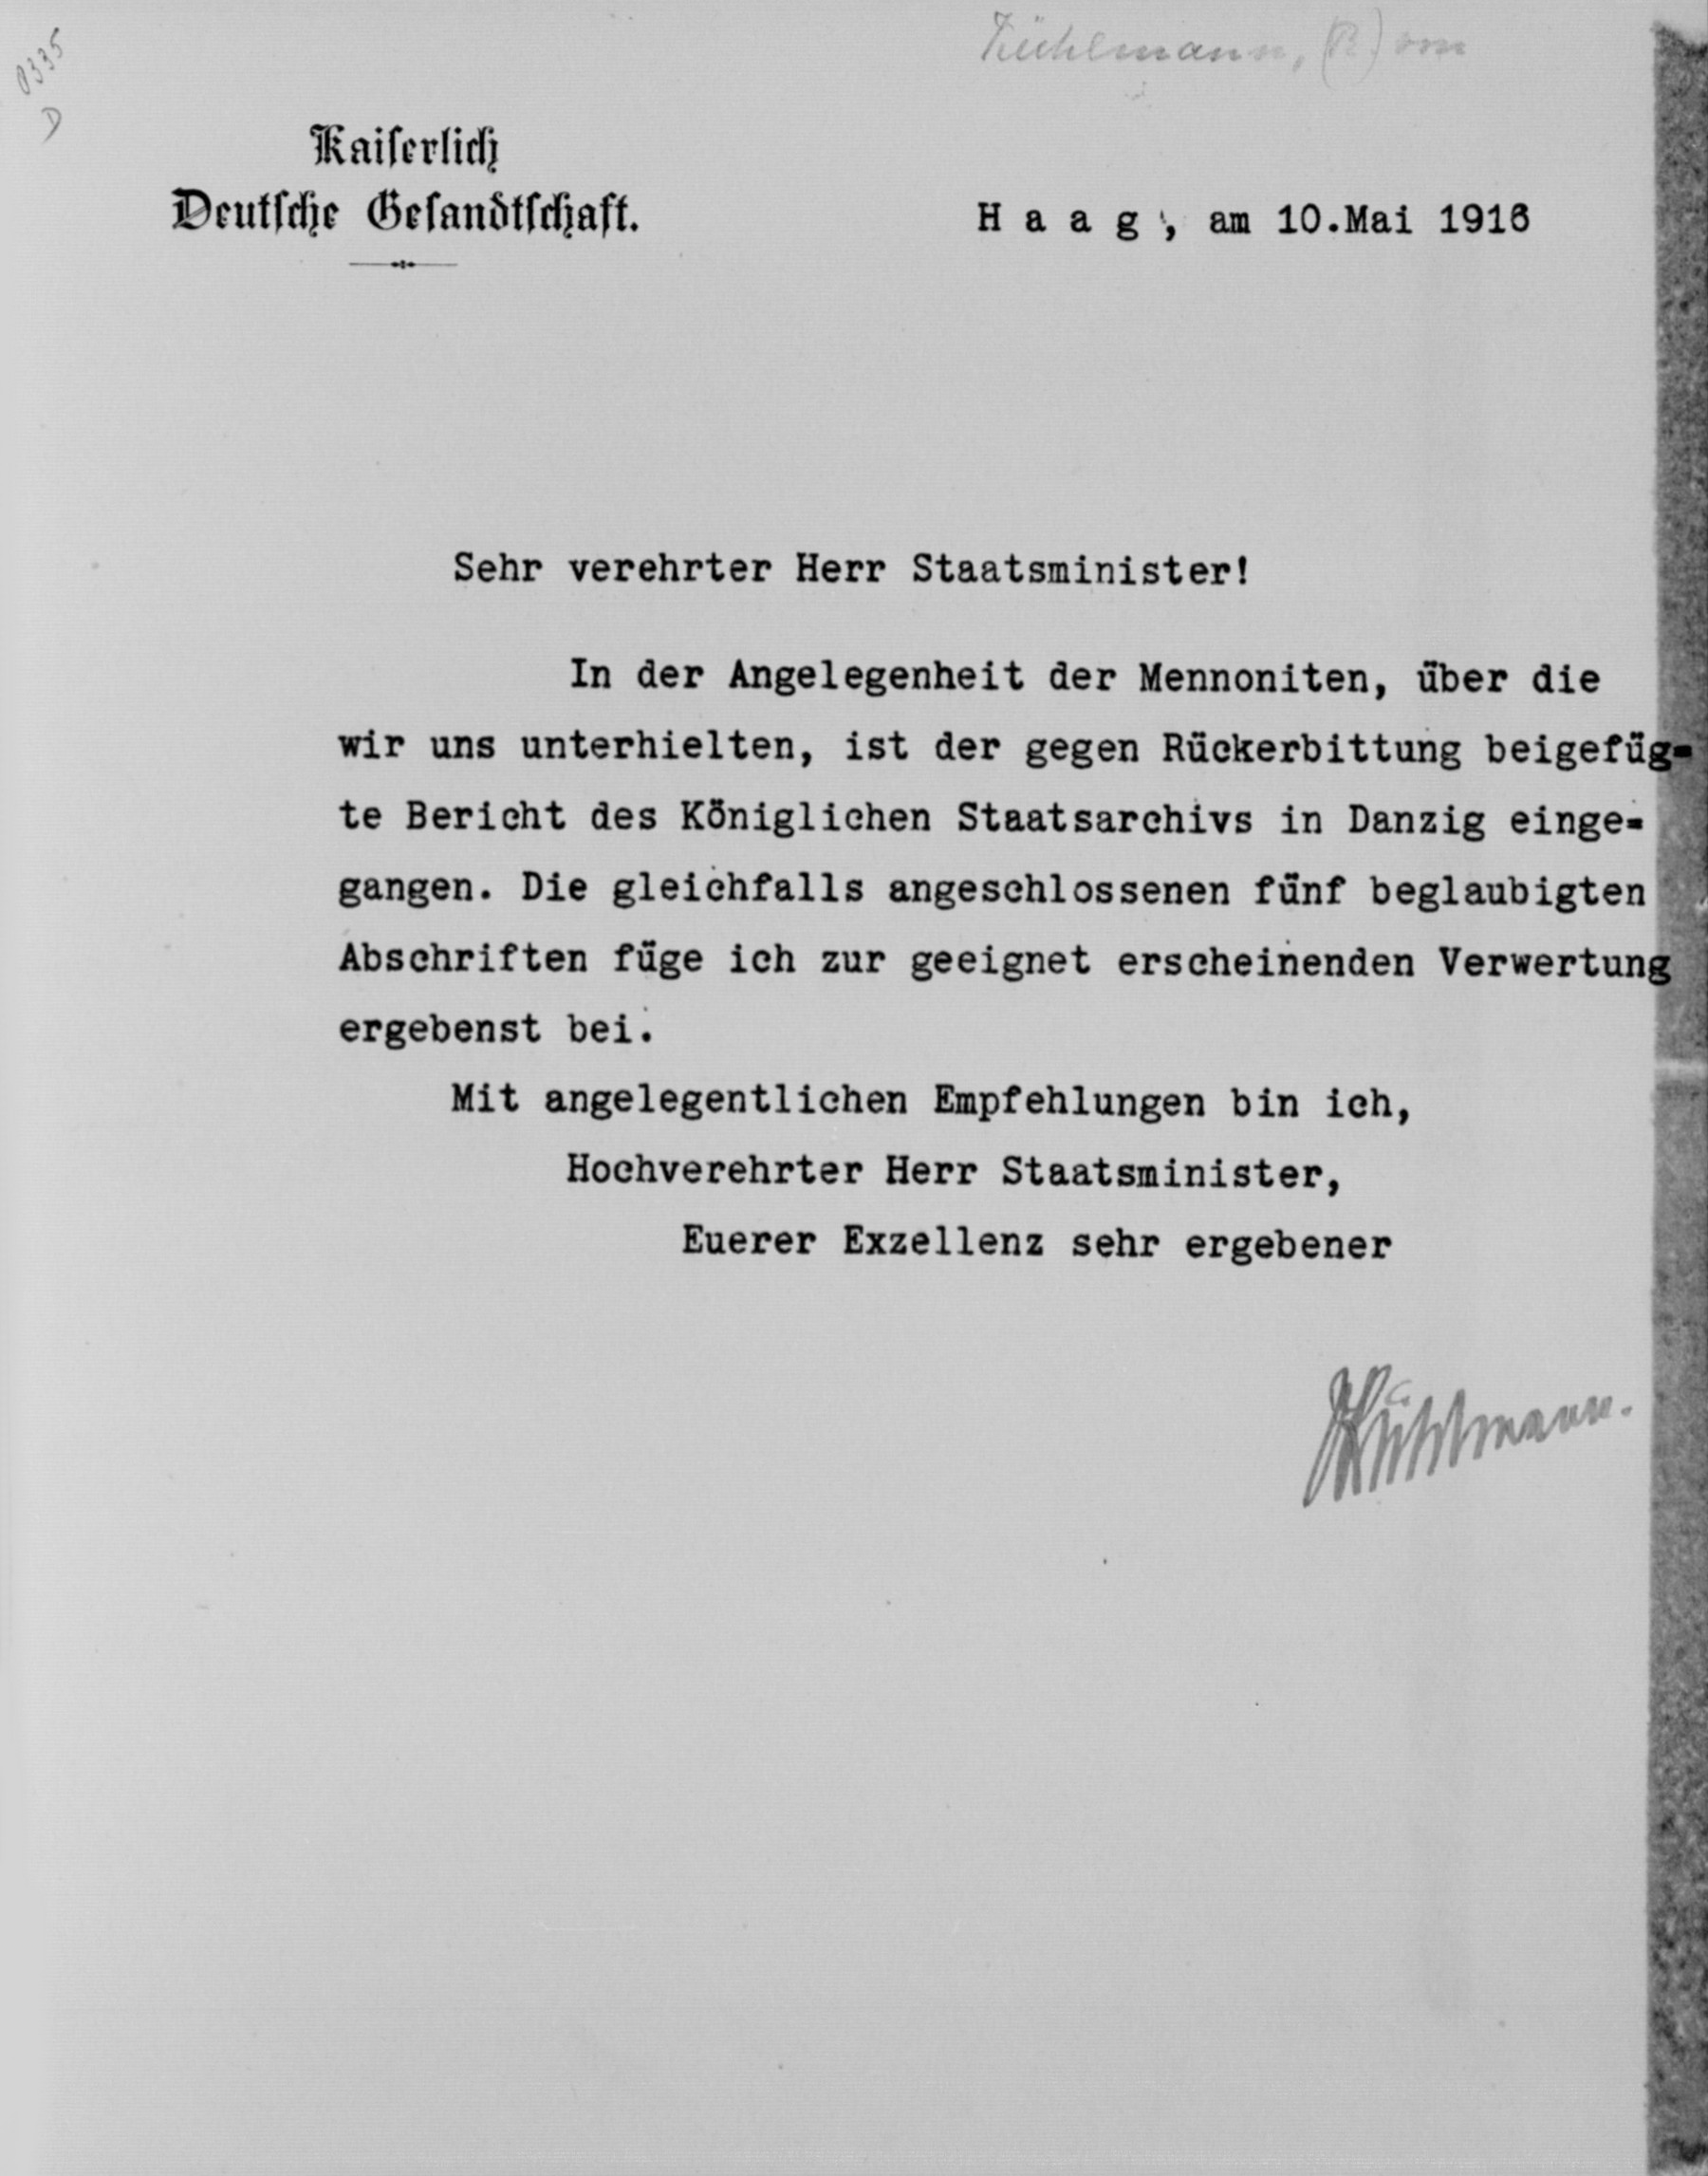 0335
D
Kühlmann, (R) von
Kaiserlich
Deutsche Gesandtschaft.
H a a g , am 10.Mai 1916
Sehr verehrter Herr Staatsminister!
In der Angelegenheit der Mennoniten, über die
wir uns unterhielten, ist der gegen Rückerbittung beigefüg=
te Bericht des Königlichen Staatsarchivs in Danzig einge=
gangen. Die gleichfalls angeschlossenen fünf beglaubigten
Abschriften füge ich zur geeignet erscheinenden Verwertung
ergebenst bei.
Mit angelegentlichen Empfehlungen bin ich,
Hochverehrter Herr Staatsminister,
Euerer Exzellenz sehr ergebener
Kühlmann.